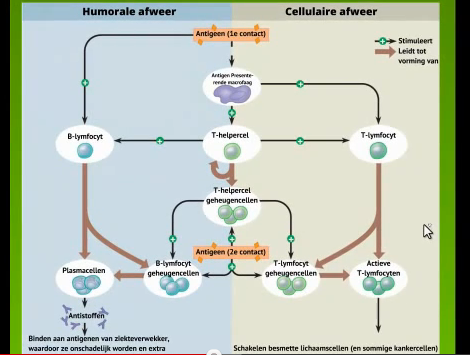 Humorale afweer
Cellulaire afweer
Antigeen (1e contact)
Stimuleert
Leidt tot
vorming van
Antigen Presente-
rende macrofaag
B-lymfocyt
T-helpercel
T-lymfocyt
T-helpercel
geheugencellen
Antigeen (2e contact)
Plasmacellen
B-lymfocyt
geheugencellen
T-lymfocyt
geheugencellen
Actieve
T-lymfocyten
Antistoffen
Binden aan antigenen van ziekteverwekker,
waardoor ze onschadelijk worden en extra
Schakelen besmette lichaamscellen (en sommige kankercellen)